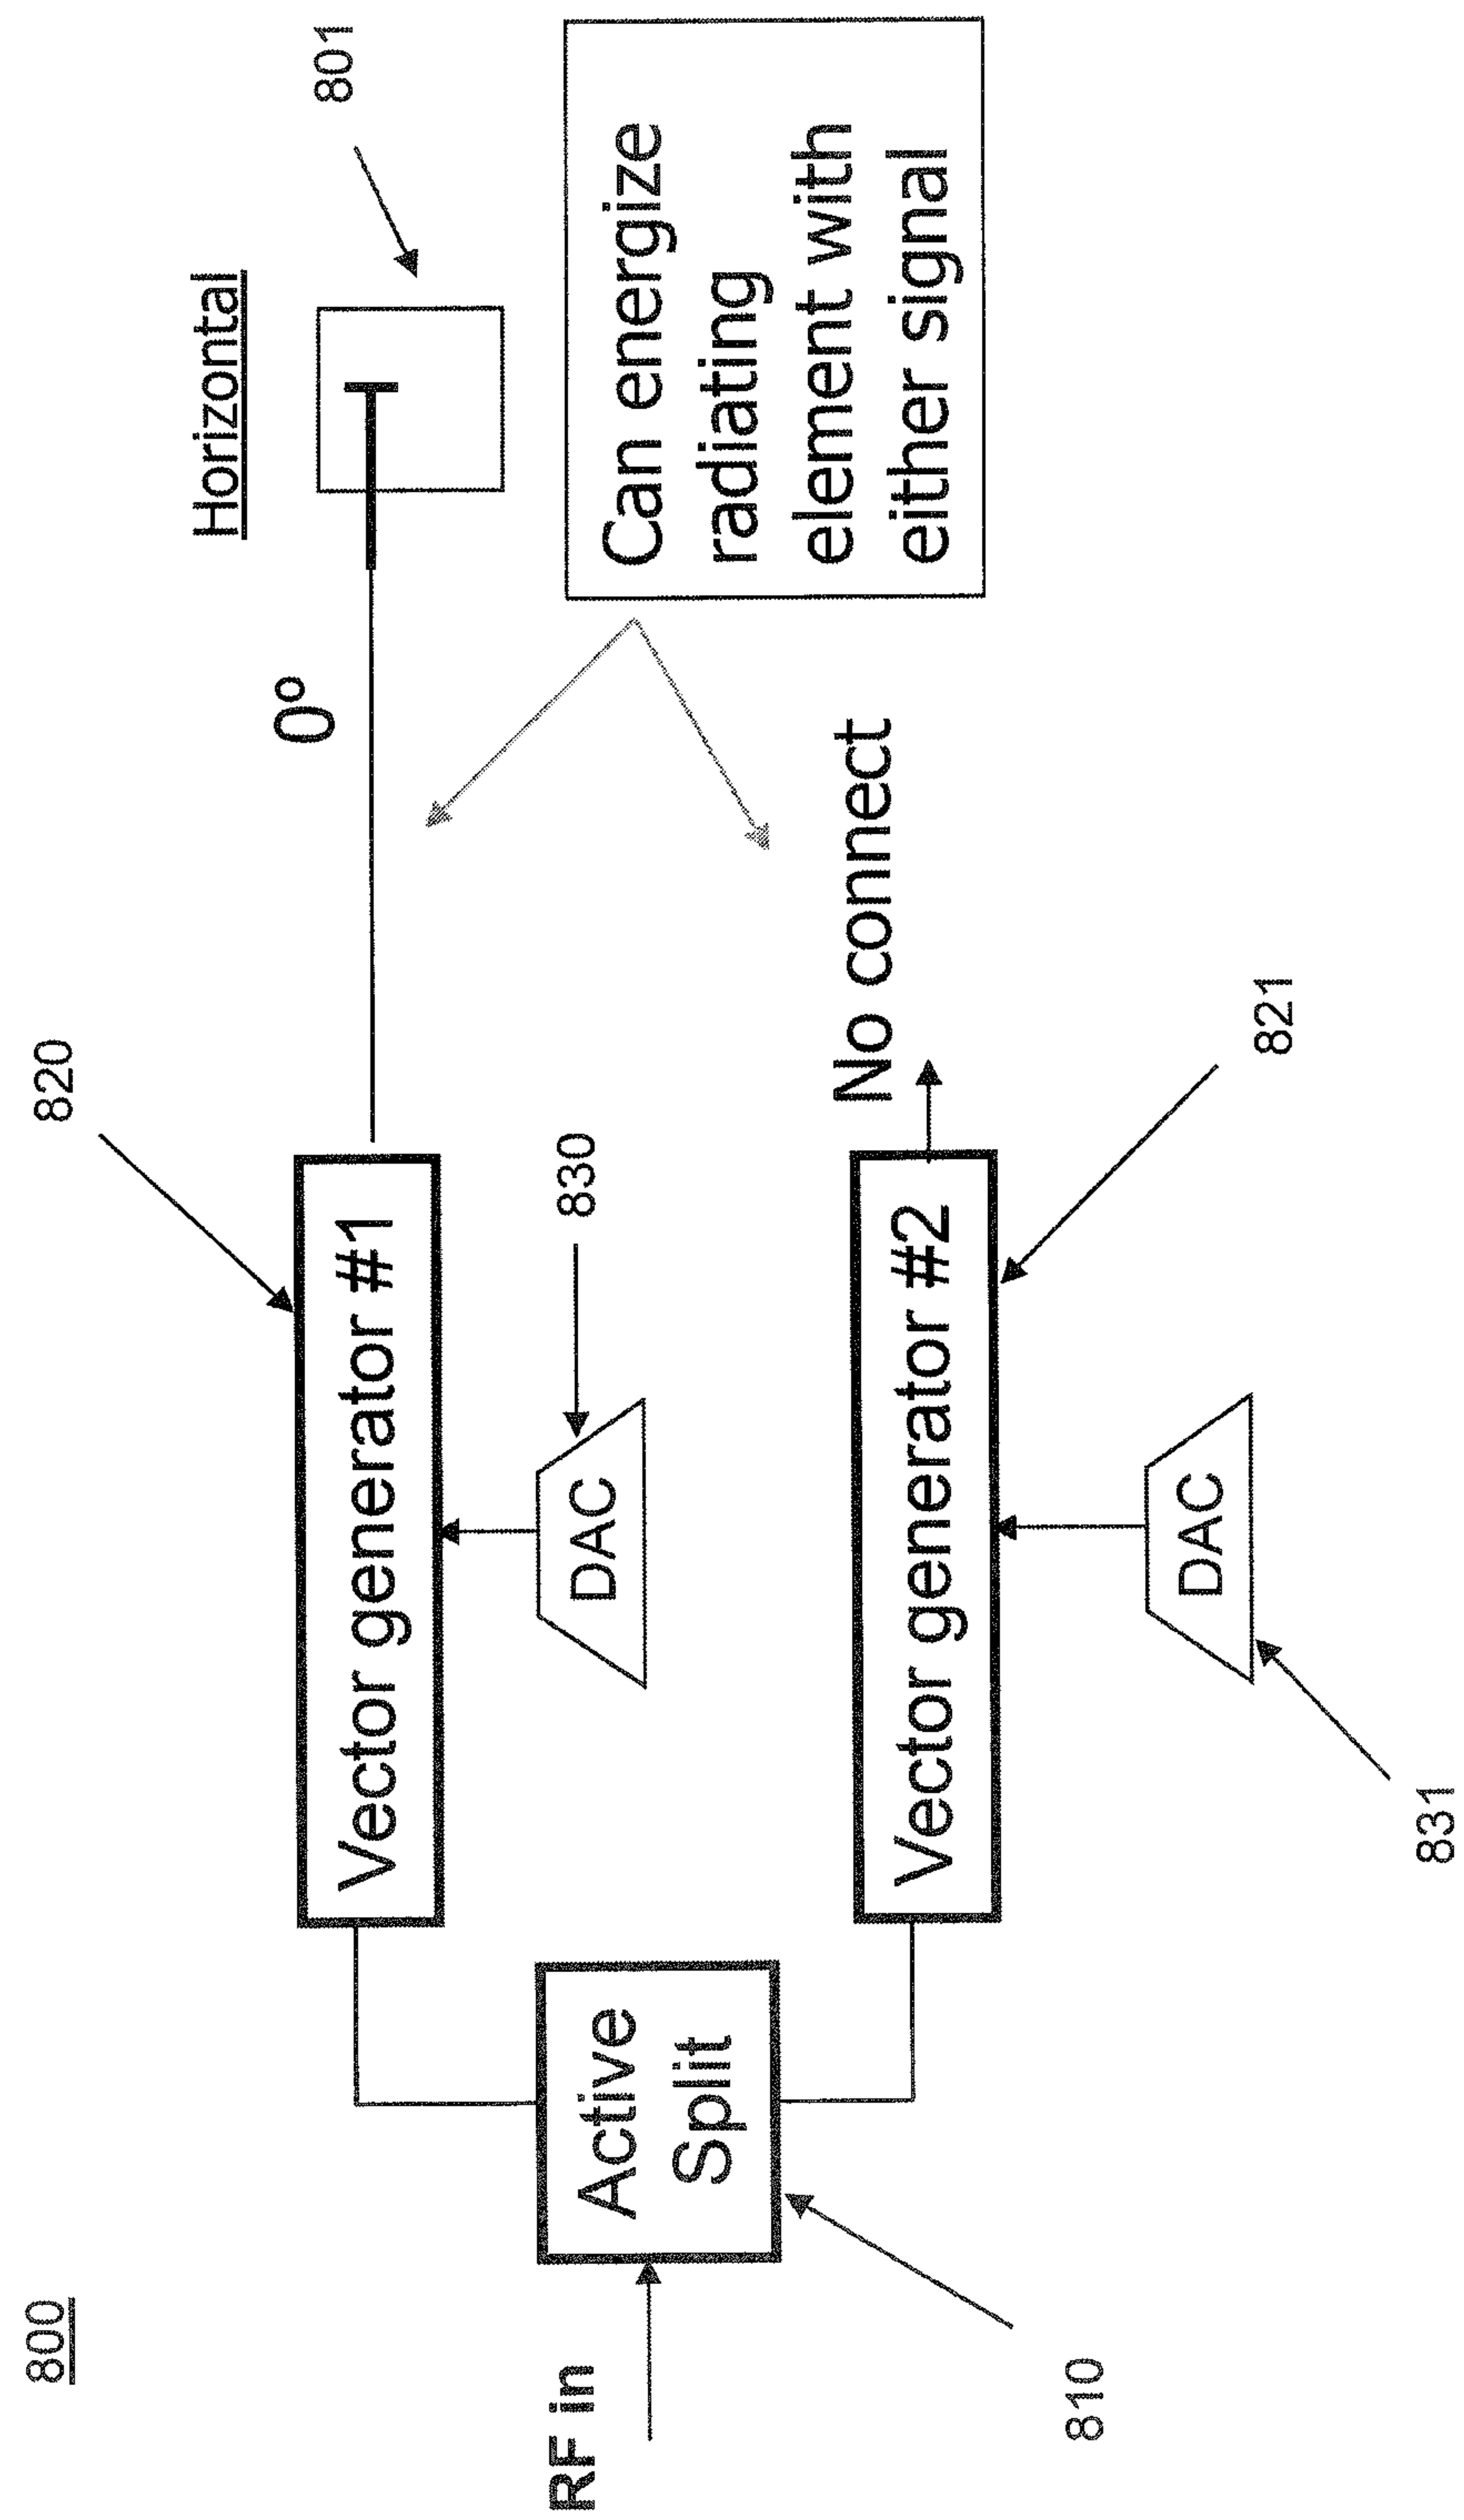 800
RF in
Active
Split
810
Vector generator #1
820
DAC
830
Vector generator #2
821
DAC
831
No connect
0º
Horizontal
801
Can energize
radiating
element with
either signal